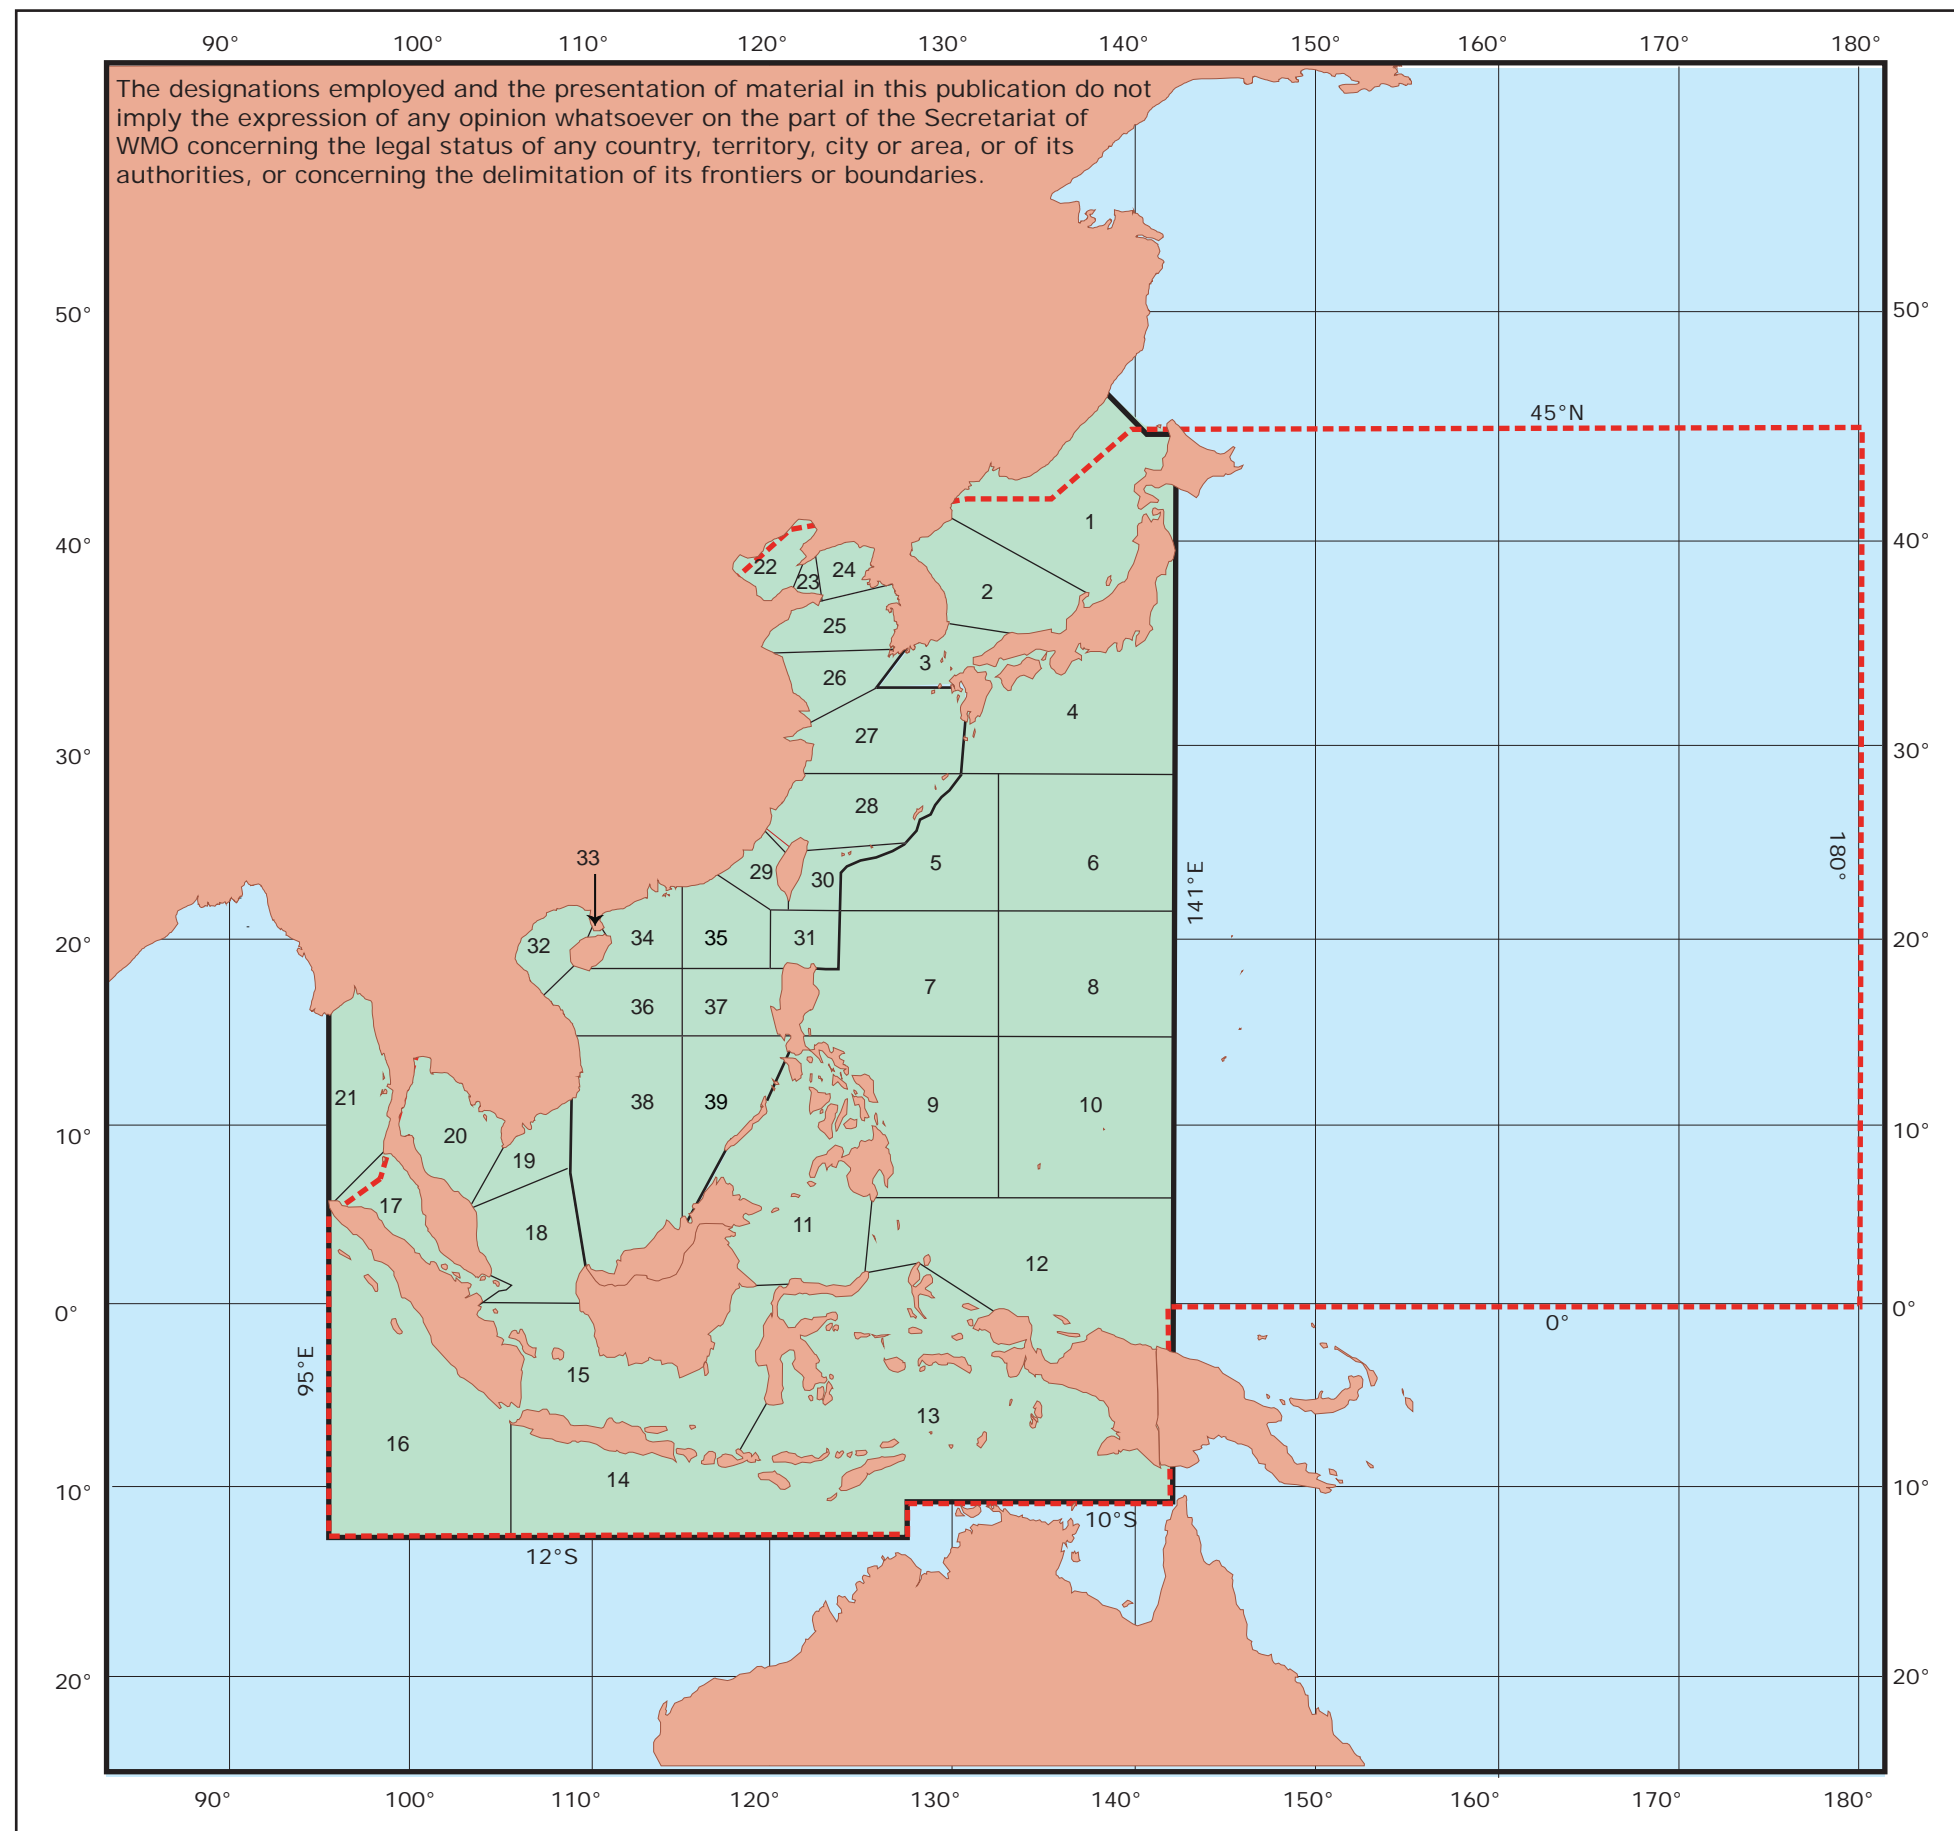 90° 100° 110° 120° 130° 140° 150° 160° 170° 180°
The designations employed and the presentation of material in this publication do not
imply the expression of any opinion whatsoever on the part of the Secretariat of
WMO concerning the legal status of any country, territory, city or area, or of its
authorities, or concerning the delimitation of its frontiers or boundaries.
50° 50°
45°N
1
40° 40°
22 23 24
2
25
3
26
4
27
30° 30°
28
33
29 30 5 6
141°E
180°
20° 20°
32 34 35 31
7 8
36 37
21 38 39 9 10
10° 10°
20
19
17
11
18
12
0° 0°
0°
95°E
15
13
16
14
10° 10°
10°S
12°S
20° 20°
90° 100° 110° 120° 130° 140° 150° 160° 170° 180°